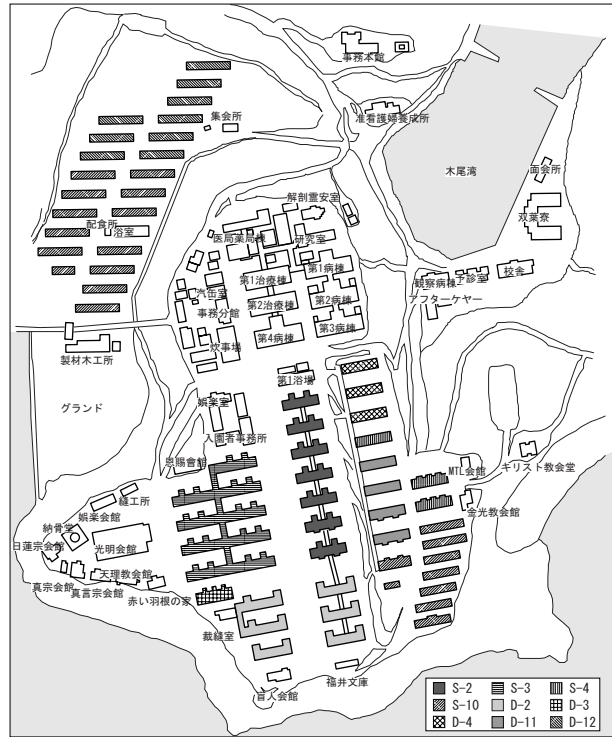 事務本館
准看護婦養成所
集会所
木尾湾
面会所
双葉寮
解剖霊安室
配食所
浴室
医局薬局棟
研究室
第1治療棟
第1病棟
観察病棟
予診室
校舎
汽缶室
第2治療棟
第2病棟
アフターケヤー
事務分館
第4病棟
第3病棟
製材木工所
炊事場
第1浴場
グランド
娯楽室
入園者事務所
恩賜會館
MTL会館
キリスト教会堂
縫工所
娯楽会館
金光教会館
納骨堂
日蓮宗会館
光明会館
天理教会館
真宗会館
真言宗会館
赤い羽根の家
裁縫室
盲人会館
福井文庫
S-2 S-3 S-4
S-10 D-2 D-3
D-4 D-11 D-12